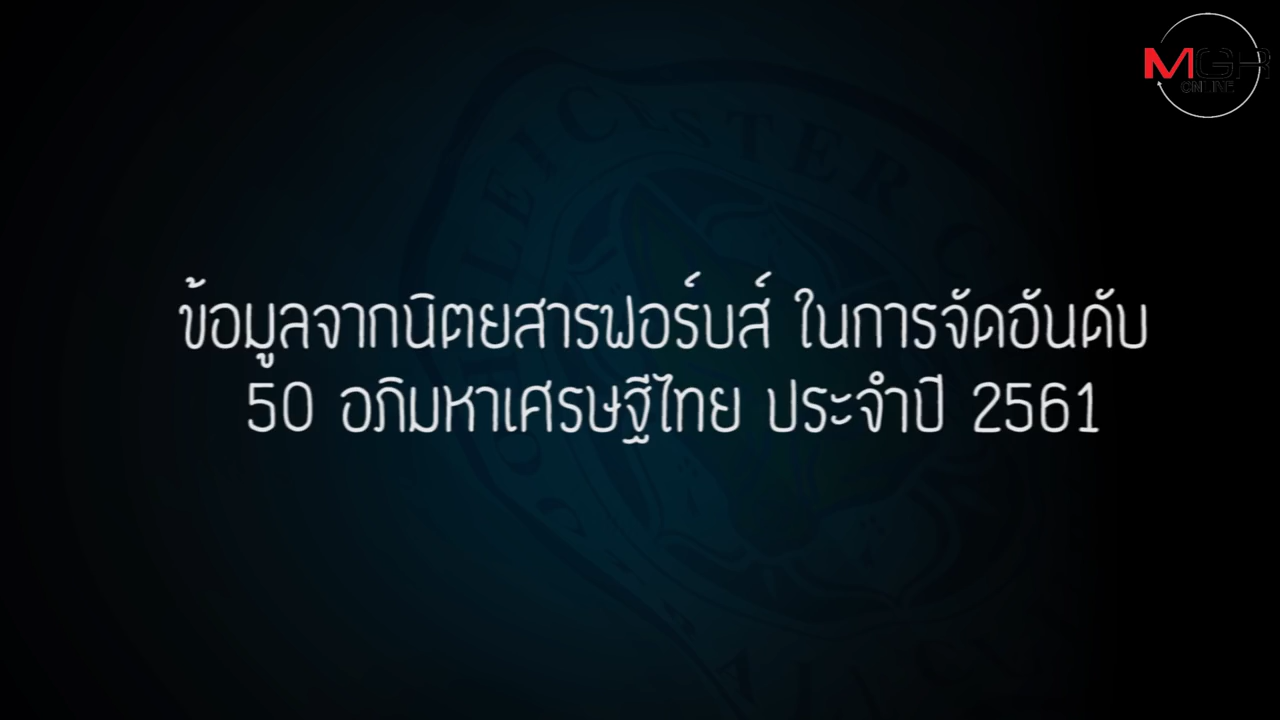 MGR
ONLINE
LEICESTER C
ข้อมูลจากนิตยสารฟอร์บส์ ในการจัดอันดับ
50 อภิมหาเศรษฐีไทย ประจำปี 2561